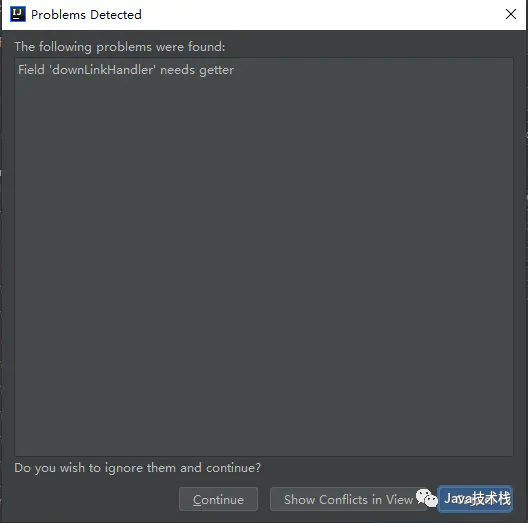 IJ
Problems Detected
The following problems were found:
Field 'downLinkHandler' needs getter
Do you wish to ignore them and continue?
Continue
Show Conflicts in View
Java技术栈